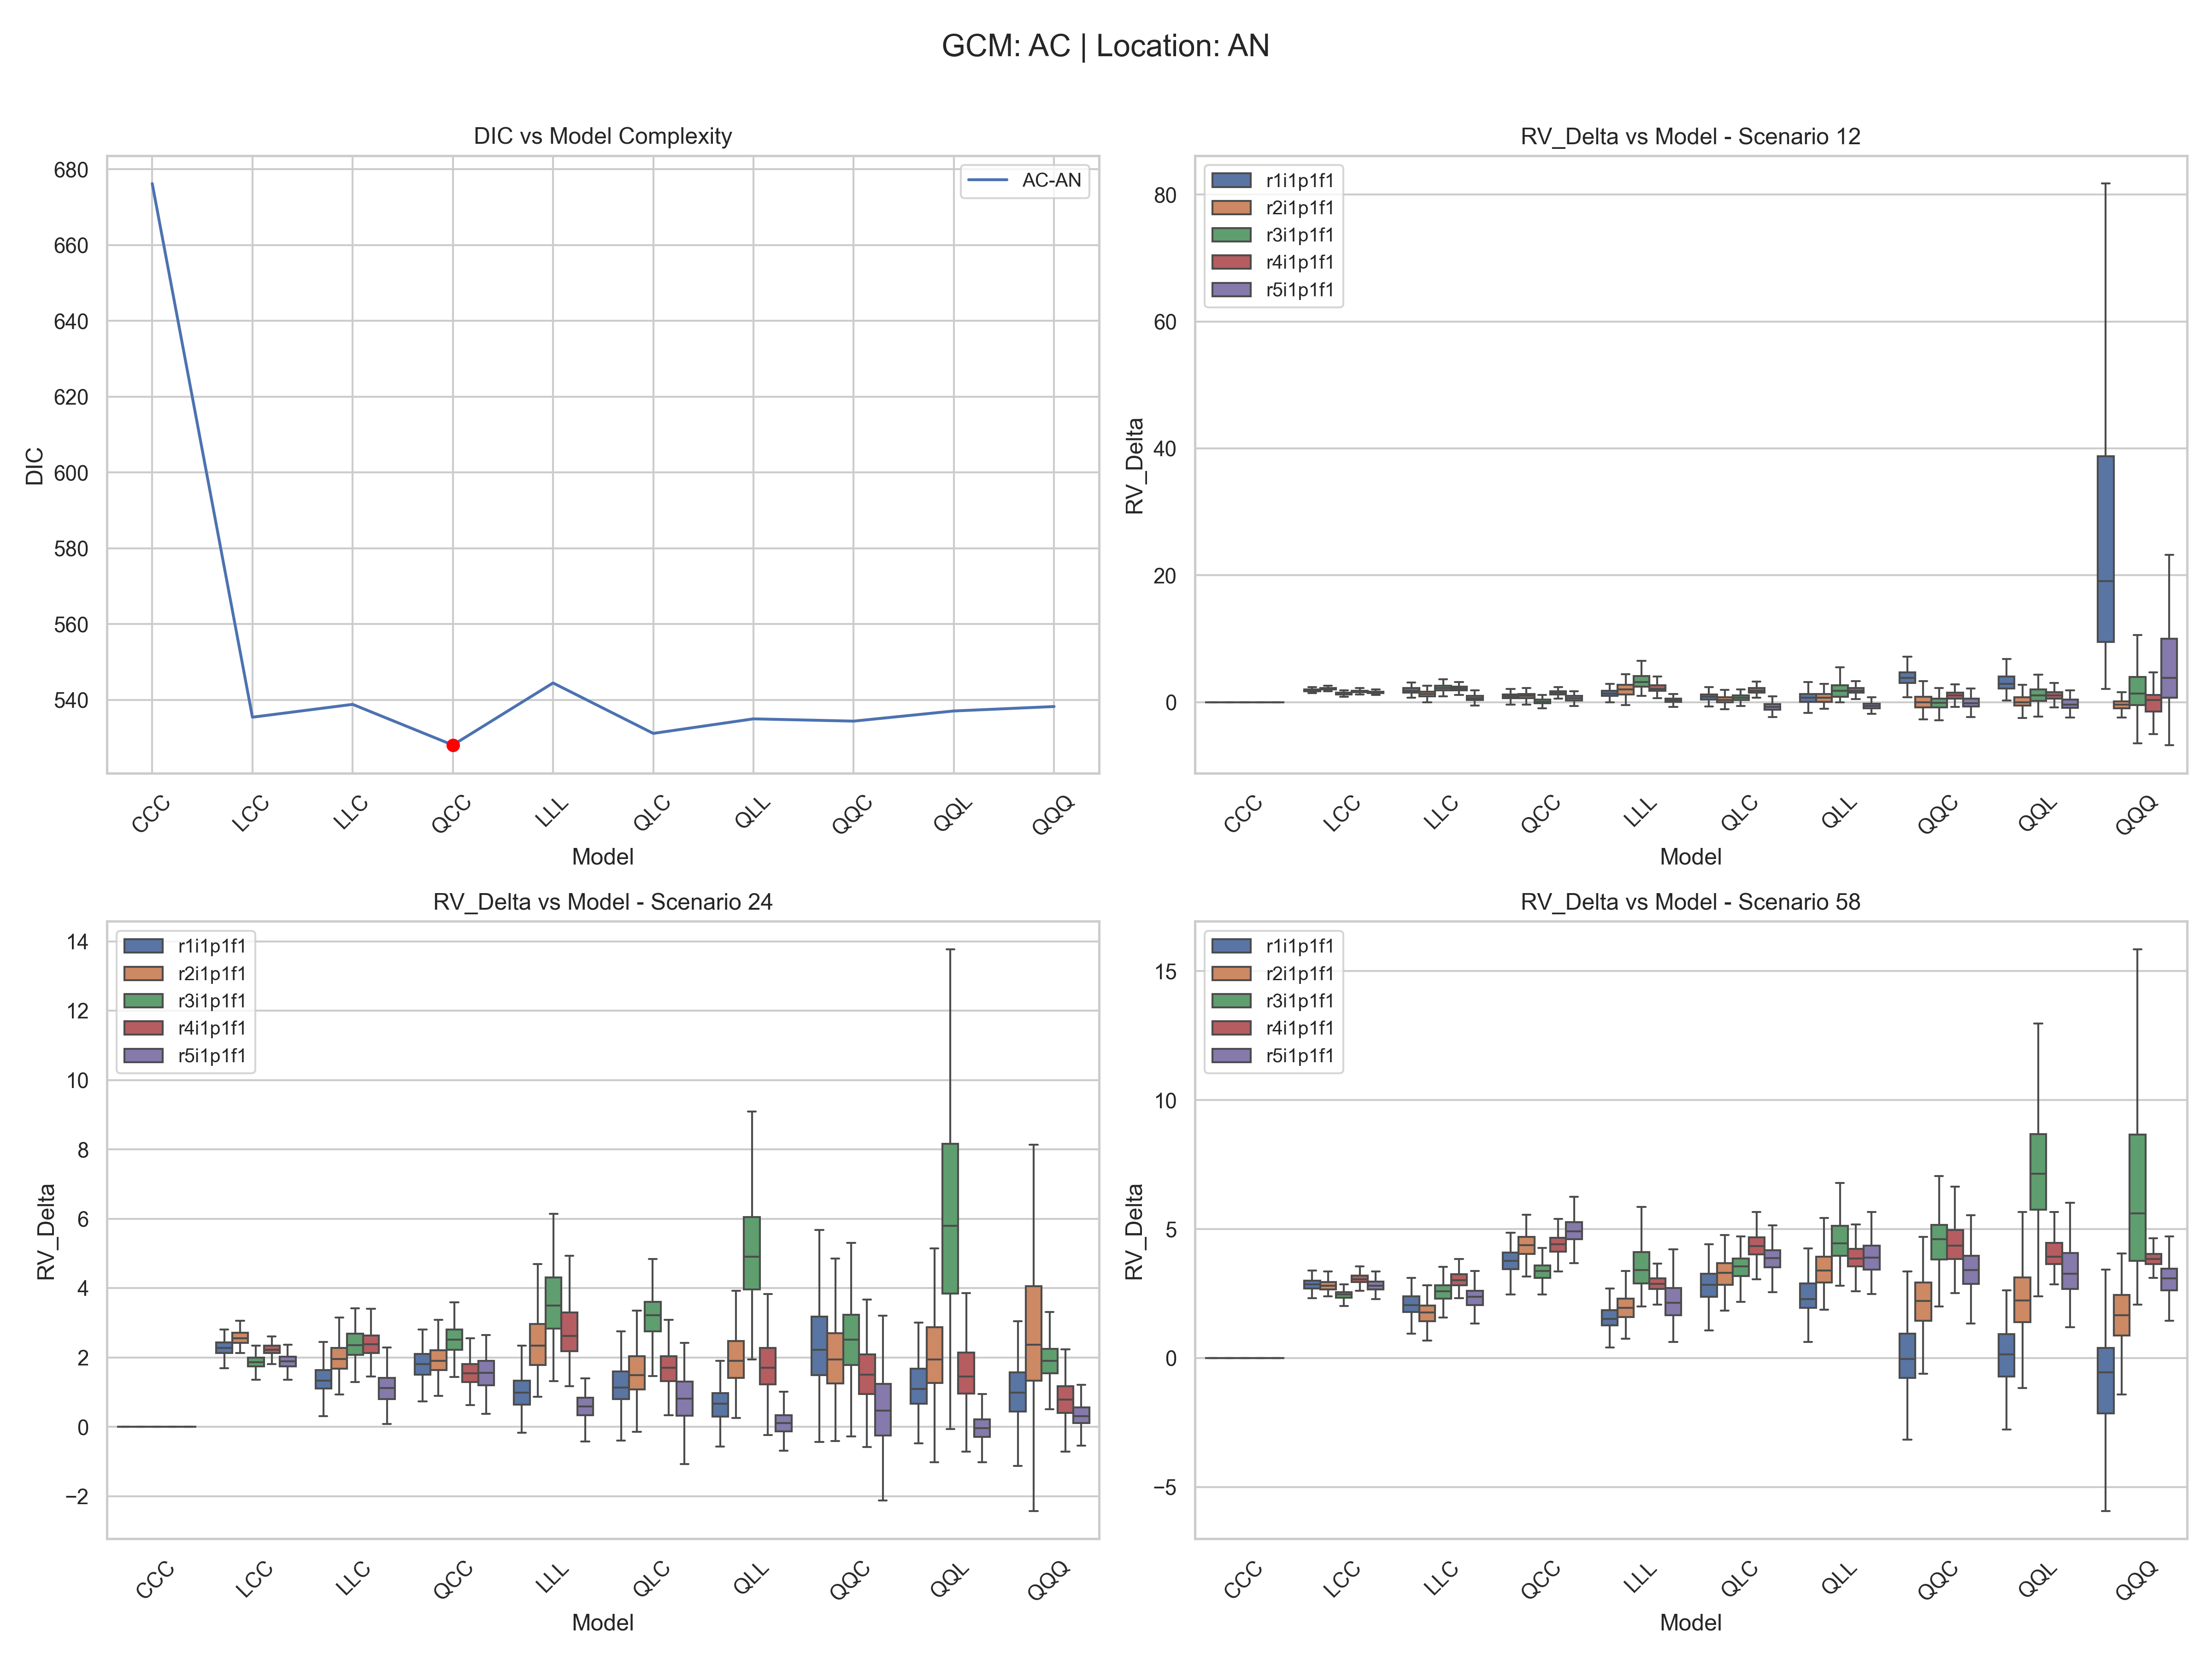 GCM: AC | Location: AN
DIC vs Model Complexity
680
660
640
620
600
580
560
540
DIC
AC-AN
CCC
LCC
LLC
QCC
LLL
QLC
QLL
QQC
QQL
QQQ
Model
RV_Delta vs Model - Scenario 12
80
60
40
20
0
RV_Delta
r1i1p1f1
r2i1p1f1
r3i1p1f1
r4i1p1f1
r5i1p1f1
CCC
LCC
LLC
QCC
LLL
QLC
QLL
QQC
QQL
QQQ
Model
RV_Delta vs Model - Scenario 24
14
12
10
8
6
4
2
0
−2
RV_Delta
r1i1p1f1
r2i1p1f1
r3i1p1f1
r4i1p1f1
r5i1p1f1
CCC
LCC
LLC
QCC
LLL
QLC
QLL
QQC
QQL
QQQ
Model
RV_Delta vs Model - Scenario 58
15
10
5
0
−5
RV_Delta
r1i1p1f1
r2i1p1f1
r3i1p1f1
r4i1p1f1
r5i1p1f1
CCC
LCC
LLC
QCC
LLL
QLC
QLL
QQC
QQL
QQQ
Model